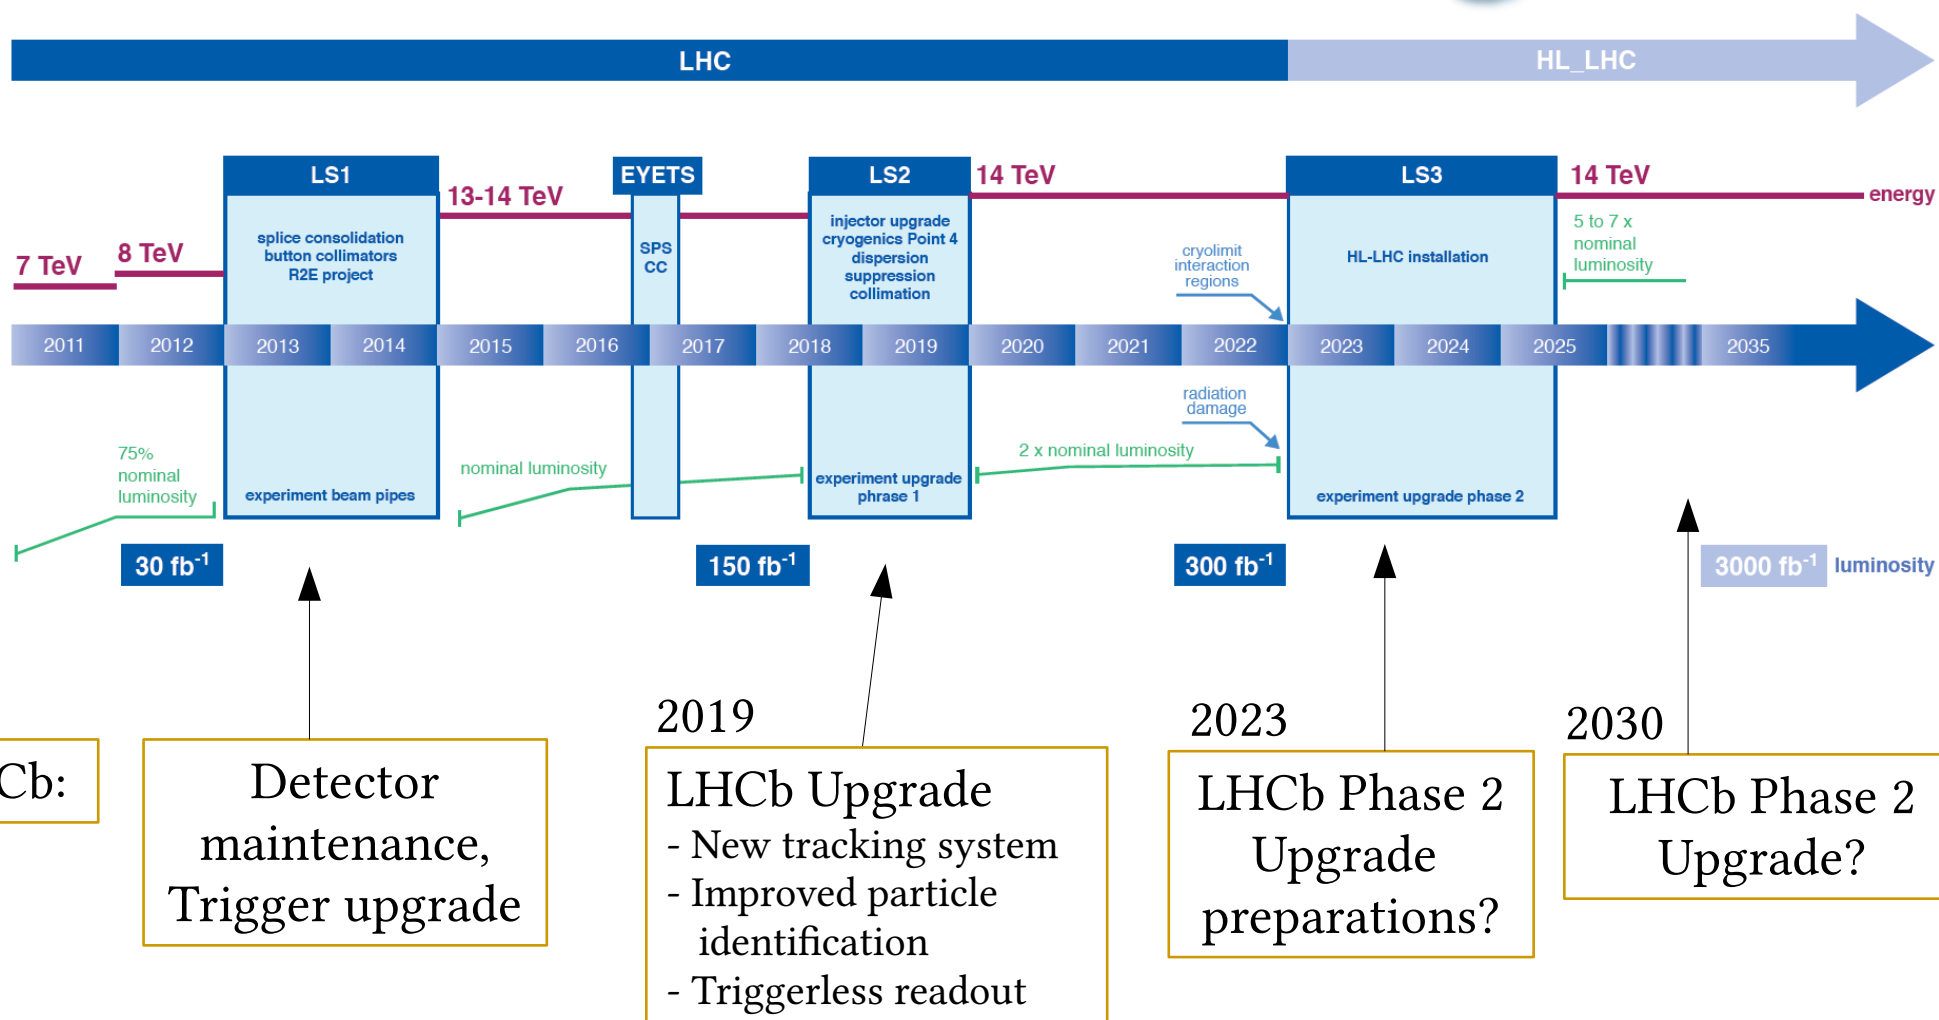 LHC
HL_LHC
LS1
EYETS
LS2
LS3
7 TeV
8 TeV
13-14 TeV
14 TeV
14 TeV
energy
splice consolidation
button collimators
R2E project
SPS
CC
injector upgrade
cryogenics Point 4
dispersion
suppression
collimation
cryolimit
interaction
regions
HL-LHC installation
5 to 7 x
nominal
luminosity
2011
2012
2013
2014
2015
2016
2017
2018
2019
2020
2021
2022
2023
2024
2025
2035
75%
nominal
luminosity
experiment beam pipes
nominal luminosity
experiment upgrade
phrase 1
2 x nominal luminosity
radiation
damage
experiment upgrade phase 2
30 fb⁻¹
150 fb⁻¹
300 fb⁻¹
3000 fb⁻¹
luminosity
Cb:
Detector
maintenance,
Trigger upgrade
2019
LHCb Upgrade
- New tracking system
- Improved particle
identification
- Triggerless readout
2023
LHCb Phase 2
Upgrade
preparations?
2030
LHCb Phase 2
Upgrade?